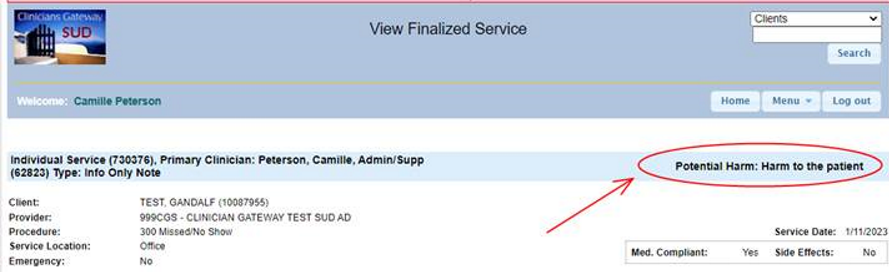 Clinicians Gateway
SUD
View Finalized Service
Clients
Search
Welcome: Camille Peterson
Home Menu Log out
Individual Service (730376), Primary Clinician: Peterson, Camille, Admin/Supp
(62823) Type: Info Only Note
Potential Harm: Harm to the patient
Client: TEST, GANDALF (10087955)
Provider: 999CGS - CLINICIAN GATEWAY TEST SUD AD
Procedure: 300 Missed/No Show
Service Date: 1/11/2023
Service Location: Office
Med. Compliant: Yes Side Effects: No
Emergency: No